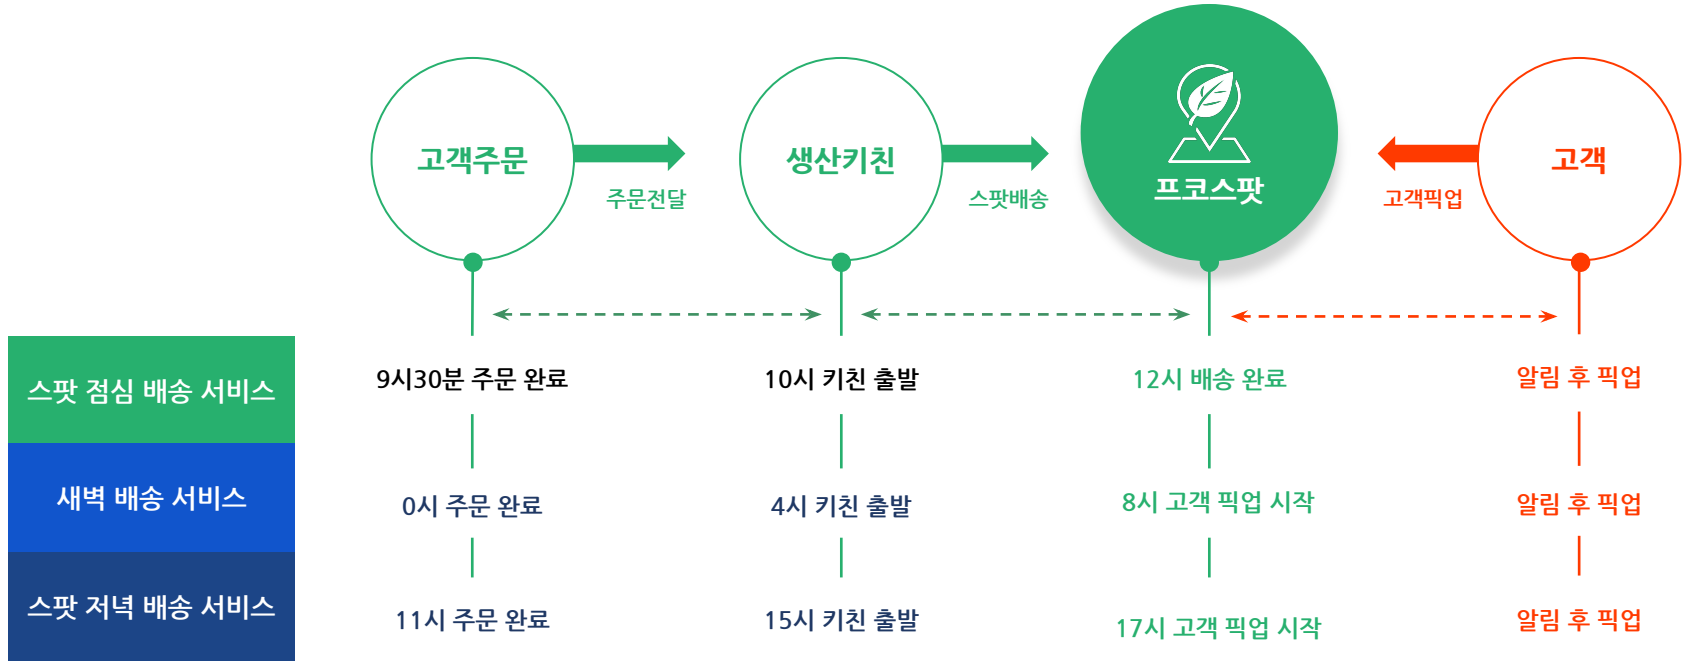 고객주문
주문전달
생산키친
스팟배송
프코스팟
고객픽업
고객
스팟 점심 배송 서비스
9시30분 주문 완료
10시 키친 출발
12시 배송 완료
알림 후 픽업
새벽 배송 서비스
0시 주문 완료
4시 키친 출발
8시 고객 픽업 시작
알림 후 픽업
스팟 저녁 배송 서비스
11시 주문 완료
15시 키친 출발
17시 고객 픽업 시작
알림 후 픽업